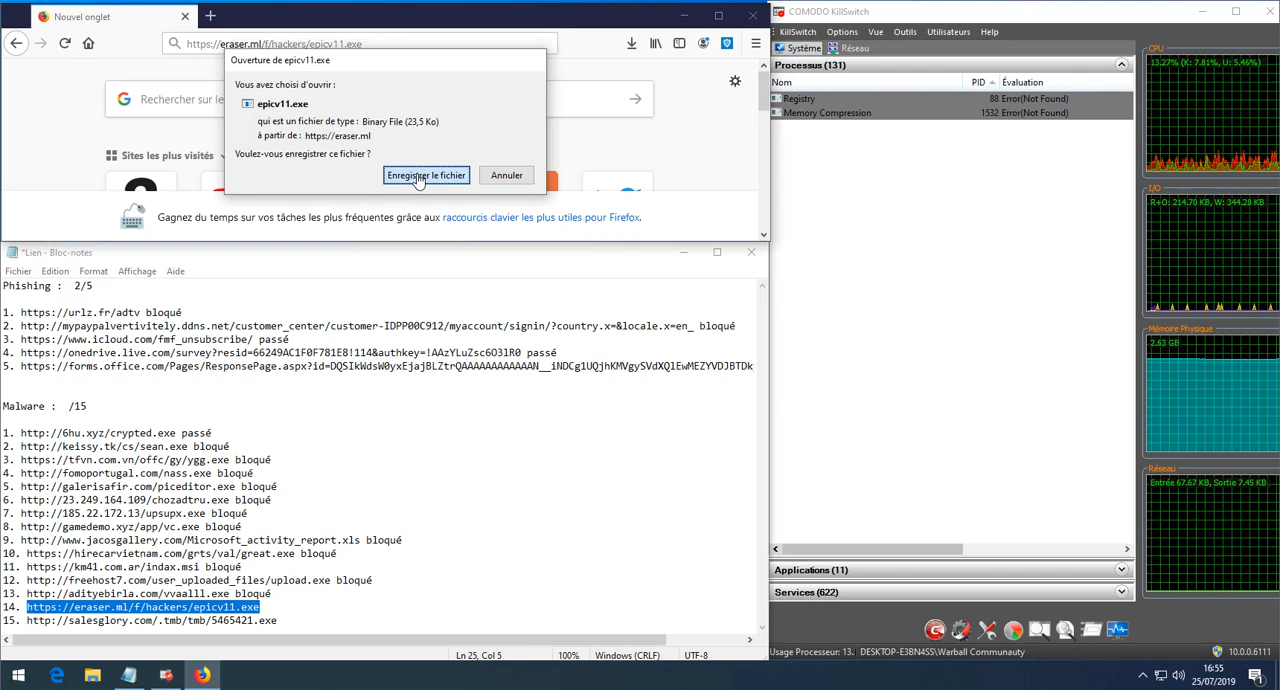 Nouvel onglet
https://eraser.ml/f/hackers/epicv11.exe
Ouverture de epicv11.exe
Vous avez choisi d'ouvrir :
epicv11.exe
qui est un fichier de type : Binary File (23,5 Ko)
à partir de : https://eraser.ml
Voulez-vous enregistrer ce fichier ?
Enregistrer le fichier
Annuler
Rechercher sur le
Sites les plus visités
Gagnez du temps sur vos tâches les plus fréquentes grâce aux raccourcis clavier les plus utiles pour Firefox.
*Lien - Bloc-notes
Fichier Edition Format Affichage Aide
Phishing : 2/5
1. https://urlz.fr/adtv bloqué
2. http://mypaypalvertivitely.ddns.net/customer_center/customer-IDPP00C912/myaccount/signin/?country.x=&locale.x=en_ bloqué
3. https://www.icloud.com/fmf_unsubscribe/ passé
4. https://onedrive.live.com/survey?resid=66249AC1F0F781E8!114&authkey=!AAzYLuZsc6O3lR0 passé
5. https://forms.office.com/Pages/ResponsePage.aspx?id=DQSIkWdsW0yxEjajBLZtrQAAAAAAAAAAAAN__iNDCg1UQjhKMVgySVdXQlEwMEZYVDJBTDk
Malware : /15
1. http://6hu.xyz/crypted.exe passé
2. http://keissy.tk/cs/sean.exe bloqué
3. https://tfvn.com.vn/offc/gy/ygg.exe bloqué
4. http://fomoportugal.com/nass.exe bloqué
5. http://galerisafir.com/piceditor.exe bloqué
6. http://23.249.164.109/chozadtru.exe bloqué
7. http://185.22.172.13/upsupx.exe bloqué
8. http://gamedemo.xyz/app/vc.exe bloqué
9. http://www.jacosgallery.com/Microsoft_activity_report.xls bloqué
10. https://hirecarvietnam.com/grts/val/great.exe bloqué
11. https://km41.com.ar/indax.msi bloqué
12. http://freehost7.com/user_uploaded_files/upload.exe bloqué
13. http://adityebirla.com/vvaalll.exe bloqué
14. https://eraser.ml/f/hackers/epicv11.exe
15. http://salesglory.com/.tmb/tmb/5465421.exe
Ln 25, Col 5 100% Windows (CRLF) UTF-8
COMODO KillSwitch
KillSwitch Options Vue Outils Utilisateurs Help
Système Réseau
Processus (131)
Nom PID Évaluation
Registry 88 Error(Not Found)
Memory Compression 1532 Error(Not Found)
Applications (11)
Services (622)
CPU
13.27% (K: 7.81%, U: 5.46%)
I/O
R+O: 214.70 KB, W: 344.28 KB
Mémoire Physique
2.63 GB
Réseau
Entrée 67.67 KB, Sortie 7.45 KB
Usage Processeur: 13. DESKTOP-E3BN4SS\Warball Communauty 10.0.0.6111
16:55
25/07/2019
1